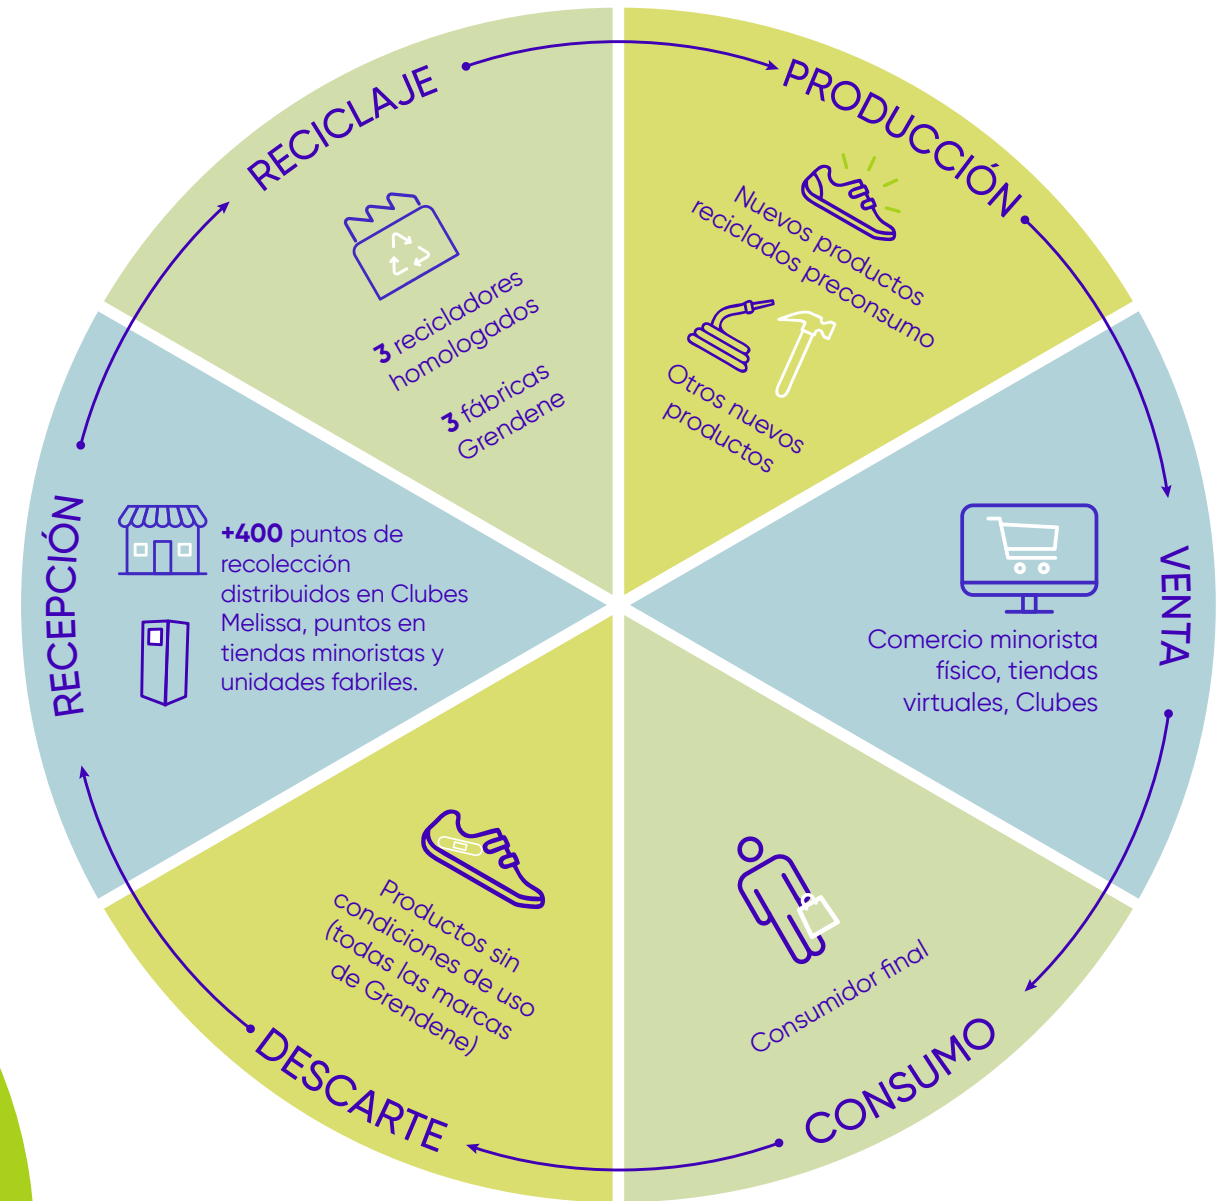 RECICLAJE
3 recicladores
homologados
3 fábricas
Grendene
PRODUCCIÓN
Nuevos productos
reciclados preconsumo
Otros nuevos
productos
VENTA
Comercio minorista
físico, tiendas
virtuales, Clubes
CONSUMO
Consumidor final
DESCARTE
Productos sin
condiciones de uso
(todas las marcas
de Grendene)
RECEPCIÓN
+400 puntos de
recolección
distribuidos en Clubes
Melissa, puntos en
tiendas minoristas y
unidades fabriles.